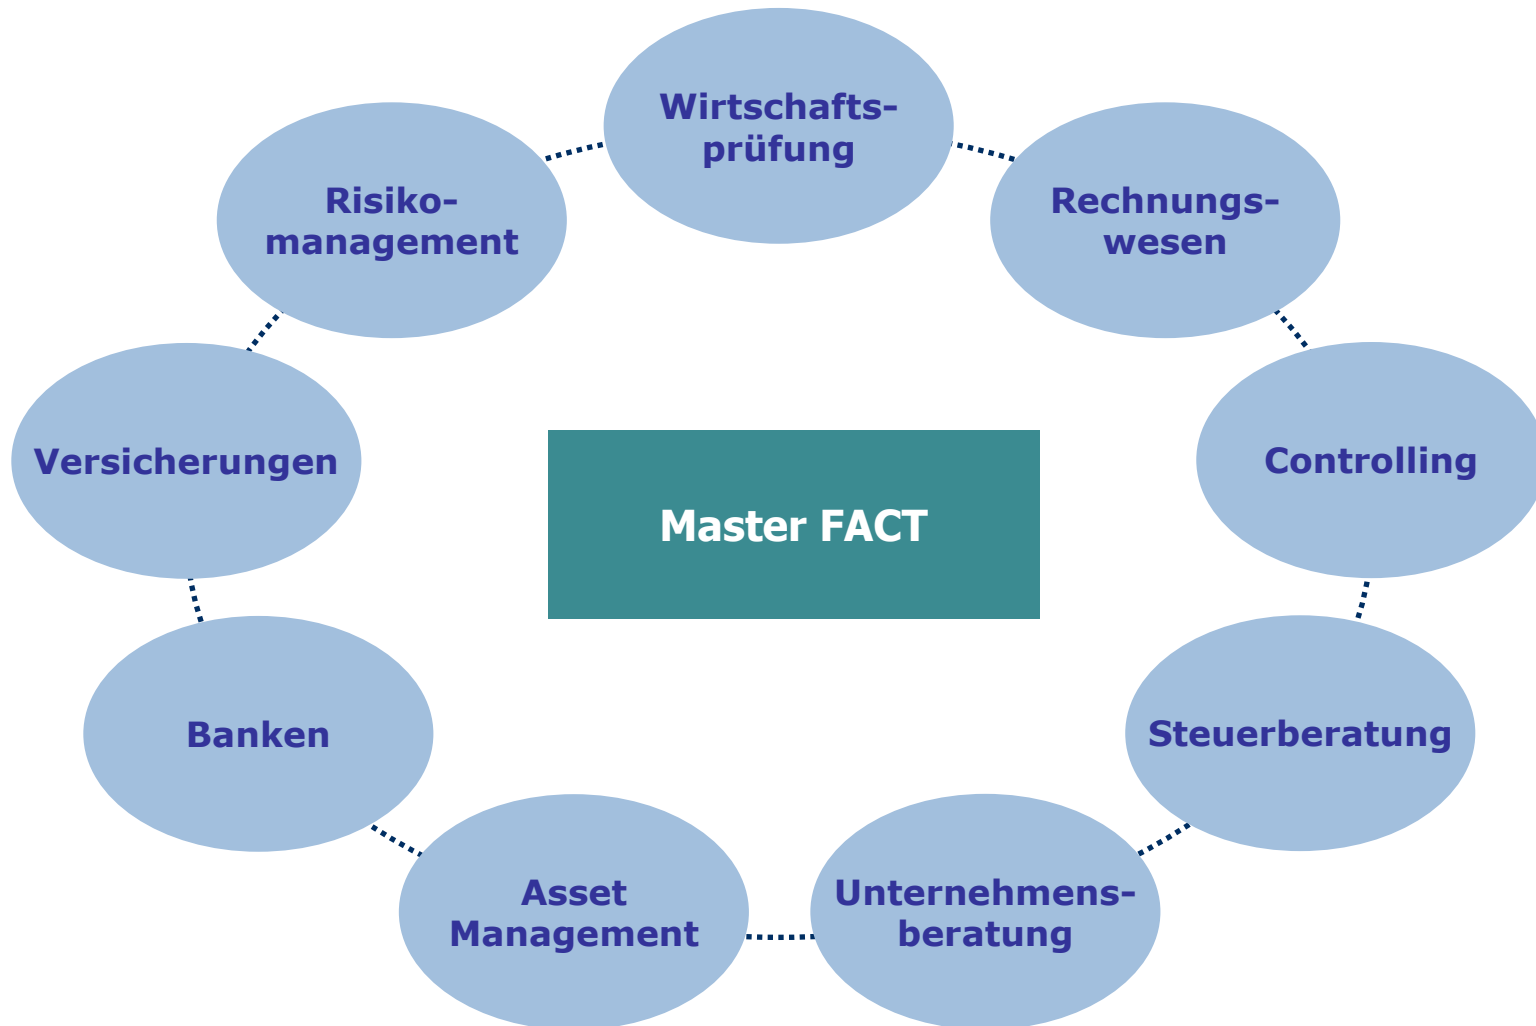 Wirtschafts-
prüfung
Rechnungs-
wesen
Controlling
Steuerberatung
Unternehmens-
beratung
Asset
Management
Banken
Versicherungen
Risiko-
management
Master FACT